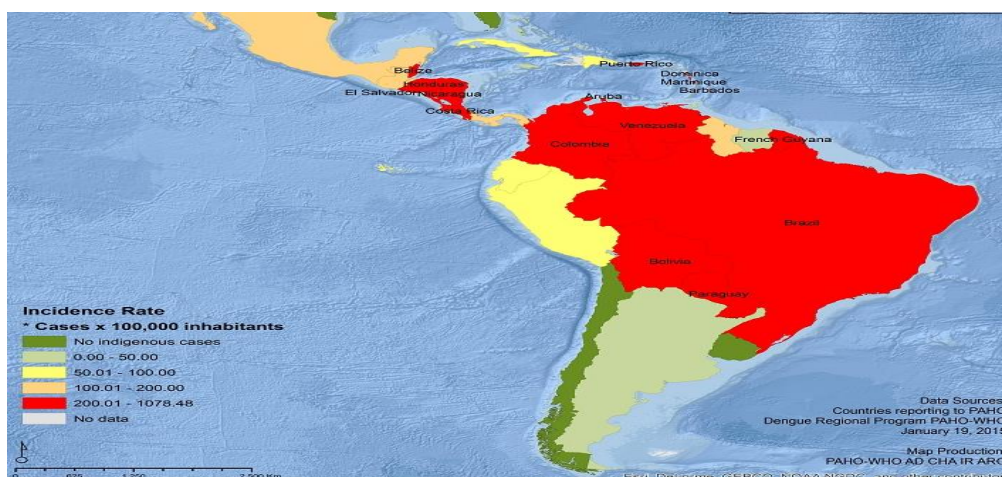 Puerto Rico
Belize
Dominica
Honduras
Martinique
El Salvador
Nicaragua
Barbados
Aruba
Costa Rica
Venezuela
French Guyana
Colombia
Brazil
Bolivia
Paraguay
Incidence Rate
* Cases x 100,000 inhabitants
No indigenous cases
0.00 - 50.00
50.01 - 100.00
100.01 - 200.00
200.01 - 1078.48
No data
Data Sources
Countries reporting to PAHO
Dengue Regional Program PAHO-WHO
January 19, 2015
Map Production
PAHO-WHO AD CHA IR ARO